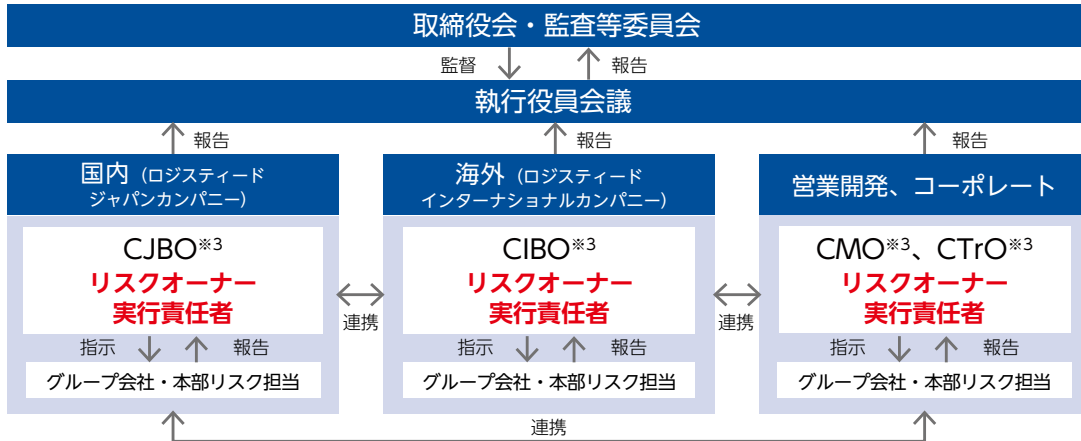 取締役会・監査等委員会
監督 報告
執行役員会議
報告 報告 報告
国内（ロジスティード
ジャパンカンパニー）
海外（ロジスティード
インターナショナルカンパニー）
営業開発、コーポレート
CJBO※3
リスクオーナー
実行責任者
指示 報告
グループ会社・本部リスク担当
連携
CIBO※3
リスクオーナー
実行責任者
指示 報告
グループ会社・本部リスク担当
連携
CMO※3、CTrO※3
リスクオーナー
実行責任者
指示 報告
グループ会社・本部リスク担当
連携